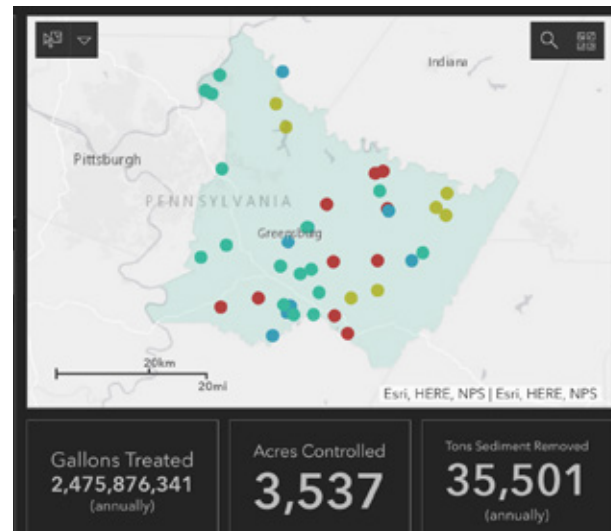 Indiana
Pittsburgh
PENNSYLVANIA
Greensburg
20km
20mi
Esri, HERE, NPS | Esri, HERE, NPS
Gallons Treated
2,475,876,341
(annually)
Acres Controlled
3,537
Tons Sediment Removed
35,501
(annually)